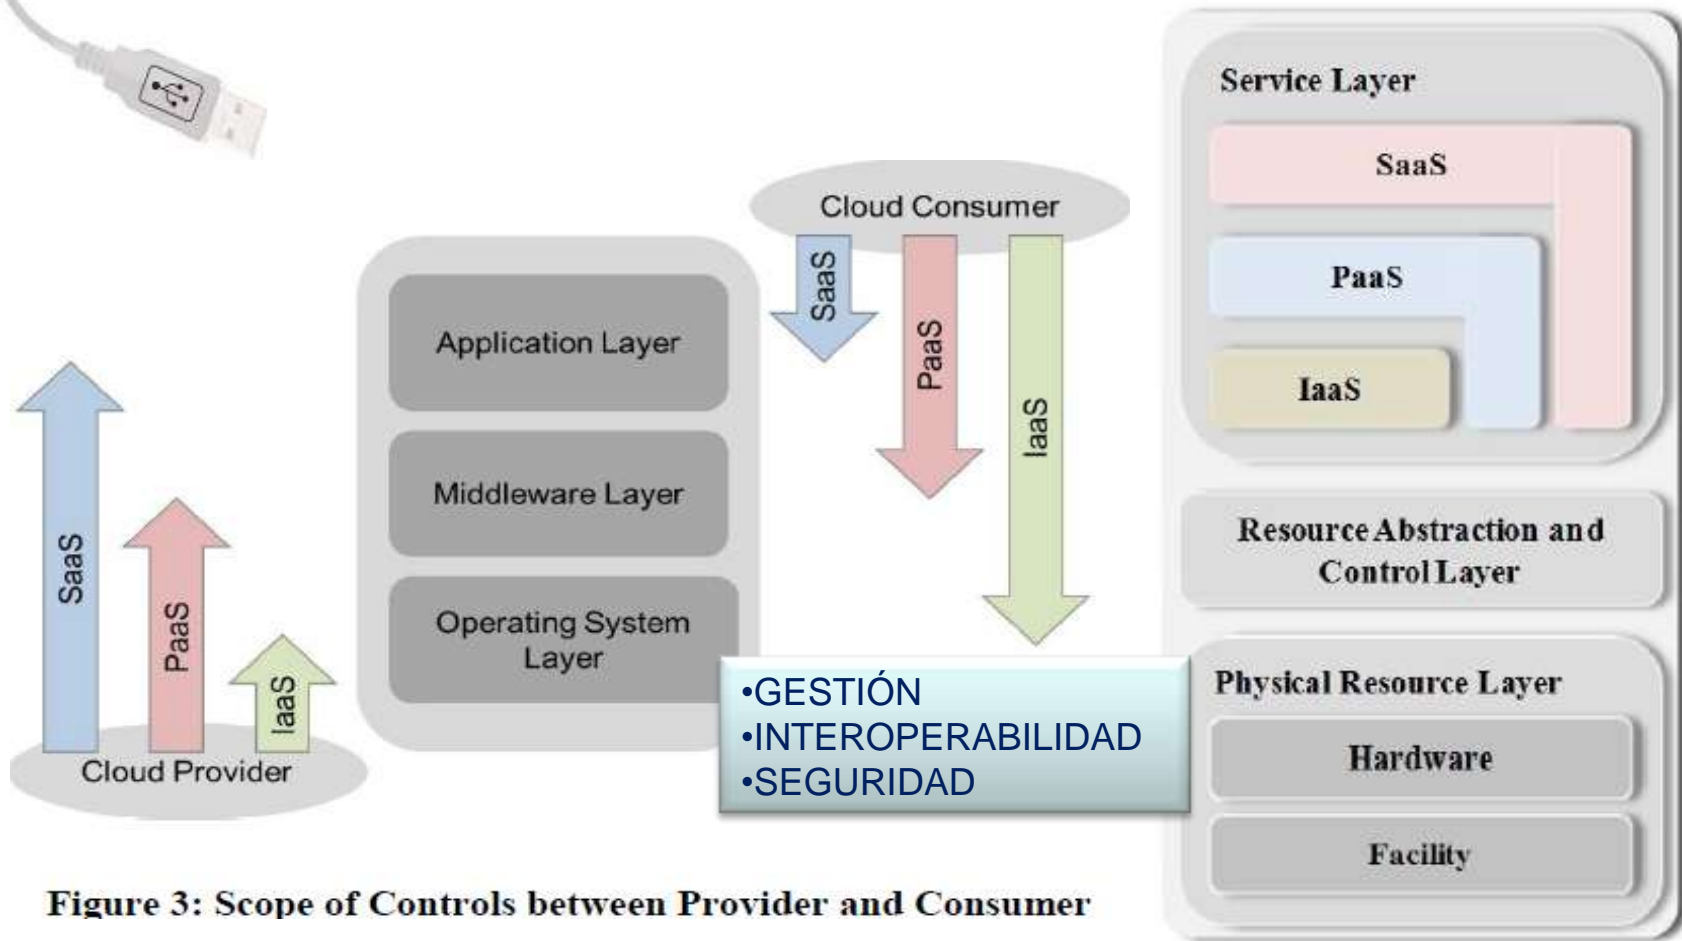 Cloud Consumer
SaaS
PaaS
IaaS
Application Layer
Middleware Layer
Operating System
Layer
SaaS
PaaS
IaaS
Cloud Provider
•GESTIÓN
•INTEROPERABILIDAD
•SEGURIDAD
Service Layer
SaaS
PaaS
IaaS
Resource Abstraction and
Control Layer
Physical Resource Layer
Hardware
Facility
Figure 3: Scope of Controls between Provider and Consumer